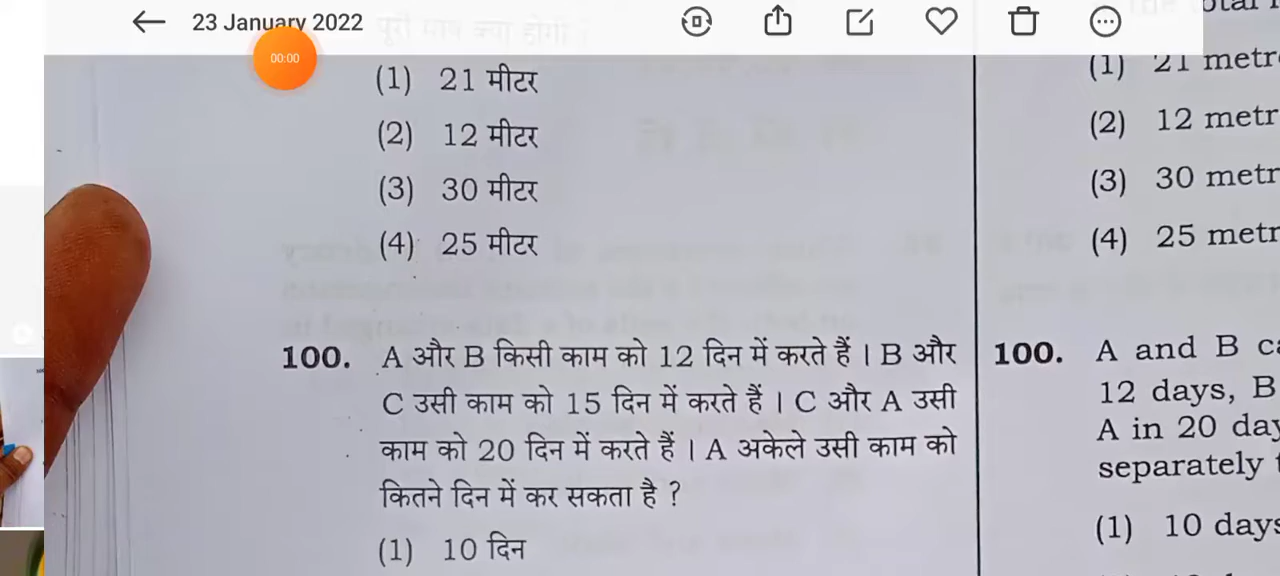 23 January 2022
पूरी माप क्या होगी
00:00
(1) 21 मीटर
(2) 12 मीटर
(3) 30 मीटर
(4) 25 मीटर
100. A और B किसी काम को 12 दिन में करते हैं । B और
C उसी काम को 15 दिन में करते हैं । C और A उसी
काम को 20 दिन में करते हैं । A अकेले उसी काम को
कितने दिन में कर सकता है ?
(1) 10 दिन
(1) 21 metr
(2) 12 metr
(3) 30 metr
(4) 25 metr
100. A and B
12 days, B
A in 20
separately
(1) 10 days